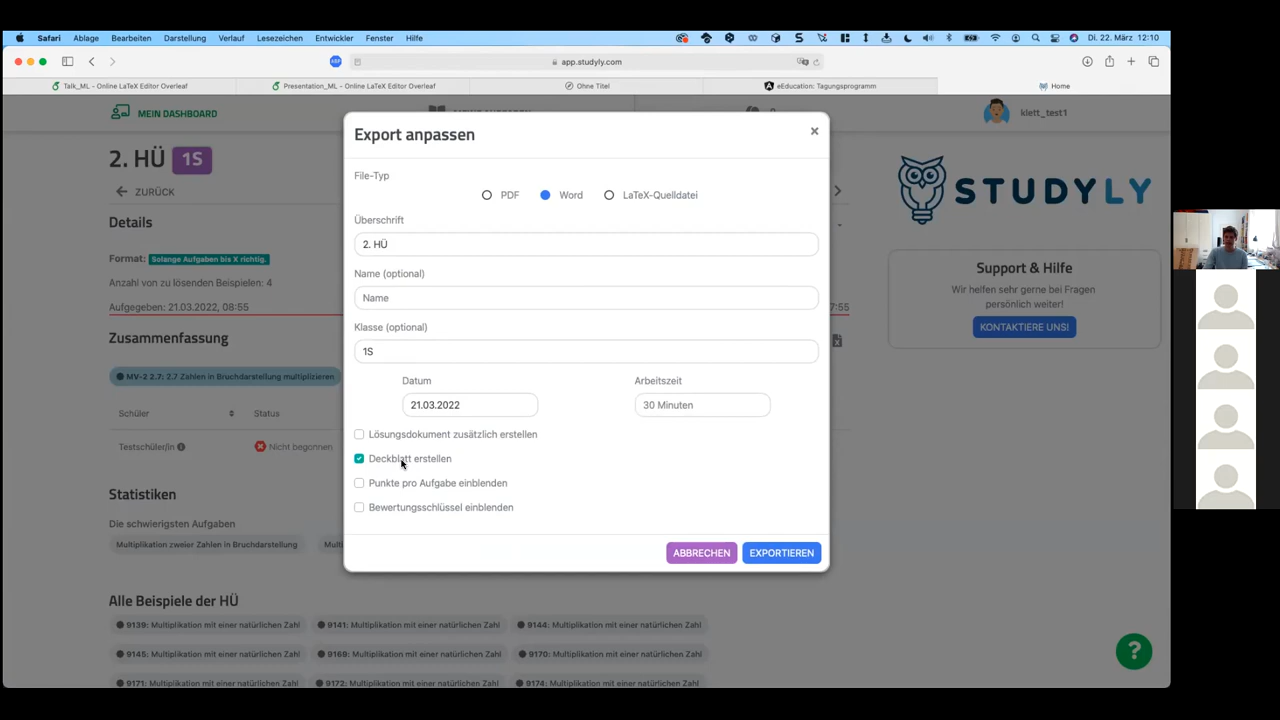 Safari Ablage Bearbeiten Darstellung Verlauf Lesezeichen Entwickler Fenster Hilfe Di. 22. März 12:10
app.studyly.com
Talk_ML - Online LaTeX Editor Overleaf Presentation_ML - Online LaTeX Editor Overleaf Ohne Titel eEducation: Tagungsprogramm Home
MEIN DASHBOARD klett_test1
2. HÜ 1S
ZURÜCK
Details
Format: Solange Aufgaben bis X richtig.
Anzahl von zu lösenden Beispielen: 4
Aufgegeben: 21.03.2022, 08:55 7:55
Zusammenfassung
MV-2 2.7: 2.7 Zahlen in Bruchdarstellung multiplizieren
Schüler Status
Testschüler/in Nicht begonnen
Statistiken
Die schwierigsten Aufgaben
Multiplikation zweier Zahlen in Bruchdarstellung
Alle Beispiele der HÜ
9139: Multiplikation mit einer natürlichen Zahl 9141: Multiplikation mit einer natürlichen Zahl 9144: Multiplikation mit einer natürlichen Zahl
9145: Multiplikation mit einer natürlichen Zahl 9169: Multiplikation mit einer natürlichen Zahl 9170: Multiplikation mit einer natürlichen Zahl
9171: Multiplikation mit einer natürlichen Zahl 9172: Multiplikation mit einer natürlichen Zahl 9174: Multiplikation mit einer natürlichen Zahl
Export anpassen ×
File-Typ
PDF Word LaTeX-Quelldatei
Überschrift
2. HÜ
Name (optional)
Name
Klasse (optional)
1S
Datum Arbeitszeit
21.03.2022 30 Minuten
Lösungsdokument zusätzlich erstellen
Deckblatt erstellen
Punkte pro Aufgabe einblenden
Bewertungsschlüssel einblenden
ABBRECHEN EXPORTIEREN
STUDYLY
Support & Hilfe
Wir helfen sehr gerne bei Fragen
persönlich weiter!
KONTAKTIERE UNS!
?